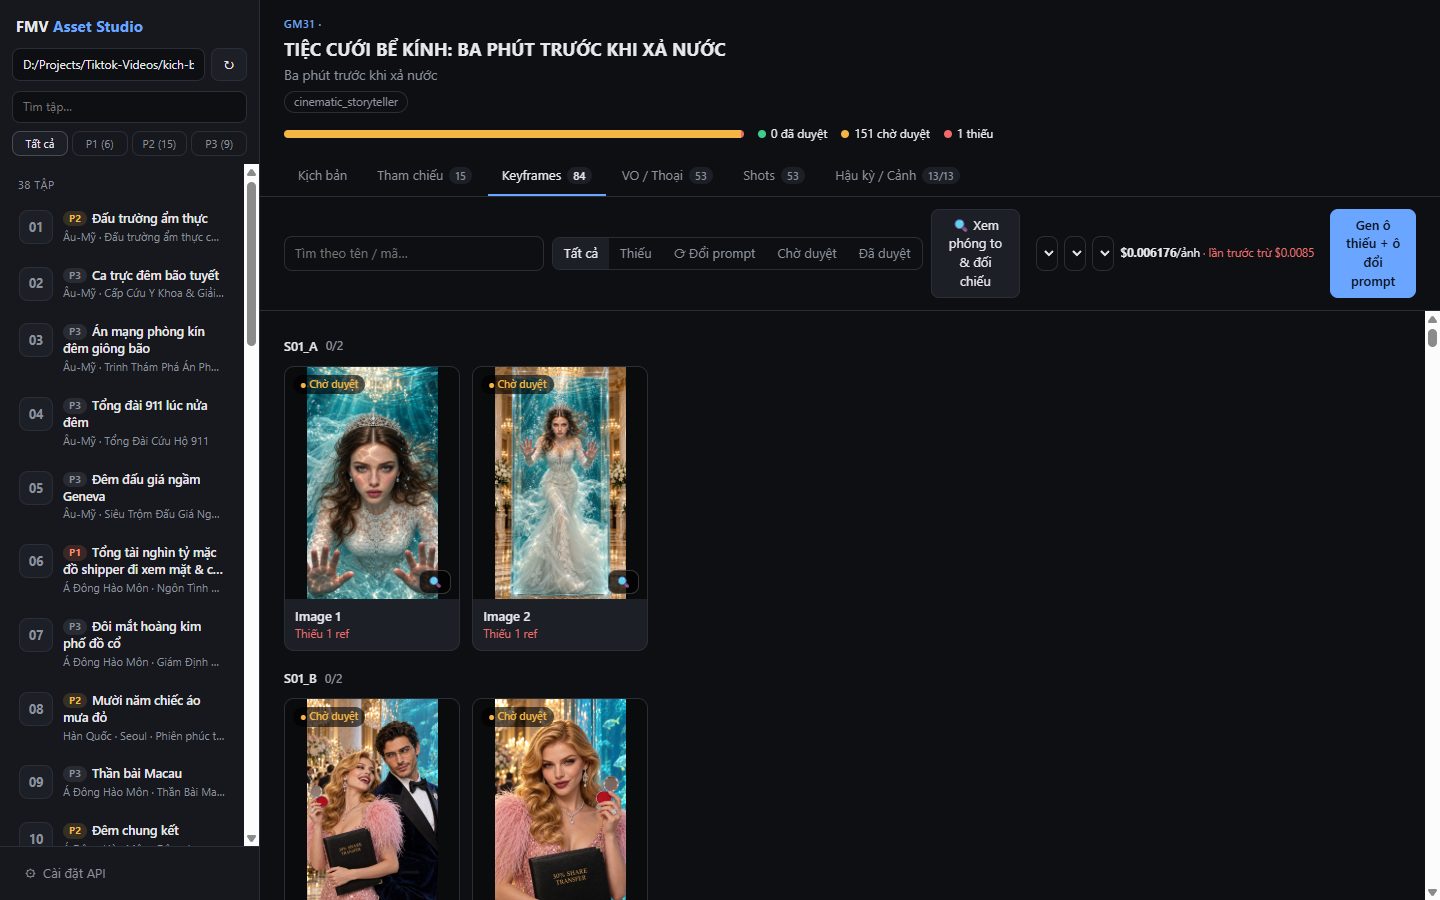 FMV Asset Studio
D:/Projects/Tiktok-Videos/kich-b
Tìm tập...
Tất cả
P1 (6)
P2 (15)
P3 (9)
38 TẬP
01
P2 Đấu trường ẩm thực
Âu-Mỹ · Đấu trường ẩm thực c...
02
P3 Ca trực đêm bão tuyết
Âu-Mỹ · Cấp Cứu Y Khoa & Giải...
03
P3 Án mạng phòng kín
đêm giông bão
Âu-Mỹ · Trinh Thám Phá Án Ph...
04
P3 Tổng đài 911 lúc nửa
đêm
Âu-Mỹ · Tổng Đài Cứu Hộ 911
05
P3 Đêm đấu giá ngầm
Geneva
Âu-Mỹ · Siêu Trộm Đấu Giá Ng...
06
P1 Tổng tài nghìn tỷ mặc
đồ shipper đi xem mặt & c...
Á Đông Hào Môn · Ngôn Tình ...
07
P3 Đôi mắt hoàng kim
phố đồ cổ
Á Đông Hào Môn · Giám Định ...
08
P2 Mười năm chiếc áo
mưa đỏ
Hàn Quốc · Seoul · Phiên phúc t...
09
P3 Thần bài Macau
Á Đông Hào Môn · Thần Bài Ma...
10
P2 Đêm chung kết
Cài đặt API
GM31 ·
TIỆC CƯỚI BỂ KÍNH: BA PHÚT TRƯỚC KHI XẢ NƯỚC
Ba phút trước khi xả nước
cinematic_storyteller
0 đã duyệt
151 chờ duyệt
1 thiếu
Kịch bản
Tham chiếu 15
Keyframes 84
VO / Thoại 53
Shots 53
Hậu kỳ / Cảnh 13/13
Tìm theo tên / mã...
Tất cả
Thiếu
⟳ Đổi prompt
Chờ duyệt
Đã duyệt
Xem
phóng to
& đối
chiếu
$0.006176/ảnh · lần trước trừ $0.0085
Gen ô
thiếu + ô
đổi
prompt
S01_A 0/2
Chờ duyệt
Chờ duyệt
Image 1
Thiếu 1 ref
Image 2
Thiếu 1 ref
S01_B 0/2
Chờ duyệt
Chờ duyệt
50% SHARE
TRANSFER
50% SHARE
TRANSFER